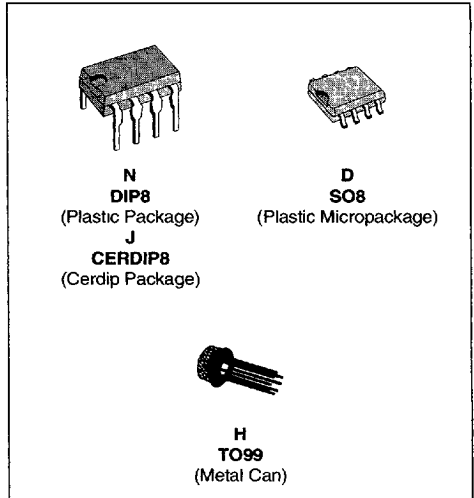 N
DIP8
(Plastic Package)
J
CERDIP8
(Cerdip Package)
D
SO8
(Plastic Micropackage)
H
TO99
(Metal Can)